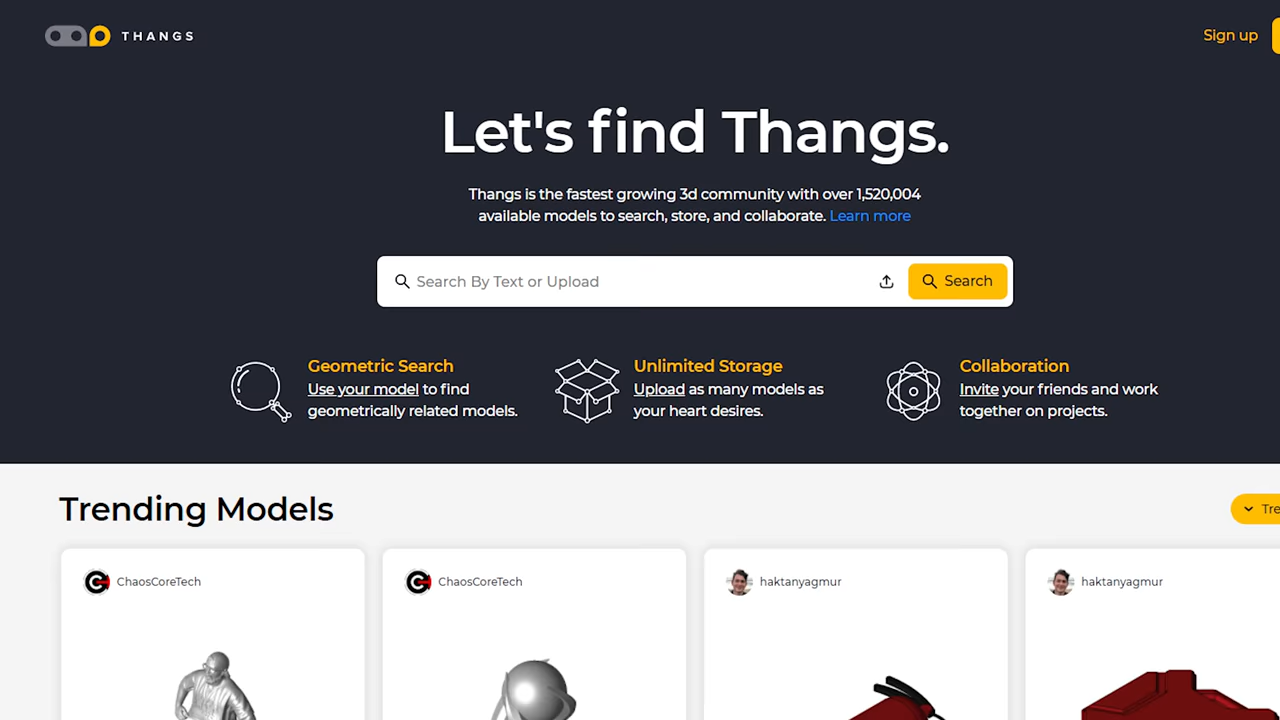 THANGS
Sign up
Let's find Thangs.
Thangs is the fastest growing 3d community with over 1,520,004
available models to search, store, and collaborate. Learn more
Search By Text or Upload
Search
Geometric Search
Use your model to find
geometrically related models.
Unlimited Storage
Upload as many models as
your heart desires.
Collaboration
Invite your friends and work
together on projects.
Trending Models
ChaosCoreTech
ChaosCoreTech
haktanyagmur
haktanyagmur